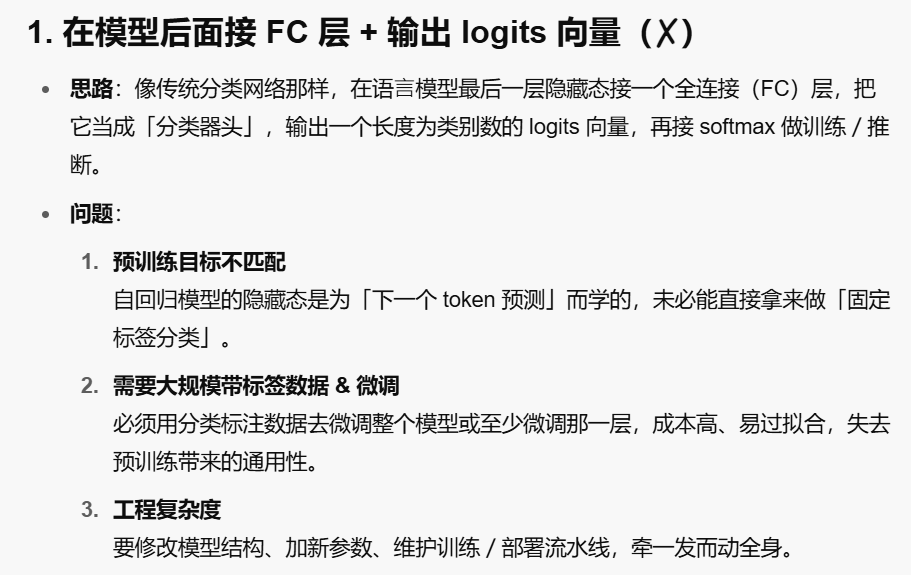 1. 在模型后面接 FC 层 + 输出 logits 向量（✗）
• 思路：像传统分类网络那样，在语言模型最后一层隐藏态接一个全连接（FC）层，把
它当成「分类器头」，输出一个长度为类别数的 logits 向量，再接 softmax 做训练 / 推
断。
• 问题：
1. 预训练目标不匹配
自回归模型的隐藏态是为「下一个 token 预测」而学的，未必能直接拿来做「固定
标签分类」。
2. 需要大规模带标签数据 & 微调
必须用分类标注数据去微调整个模型或至少微调那一层，成本高、易过拟合，失去
预训练带来的通用性。
3. 工程复杂度
要修改模型结构、加新参数、维护训练 / 部署流水线，牵一发而动全身。